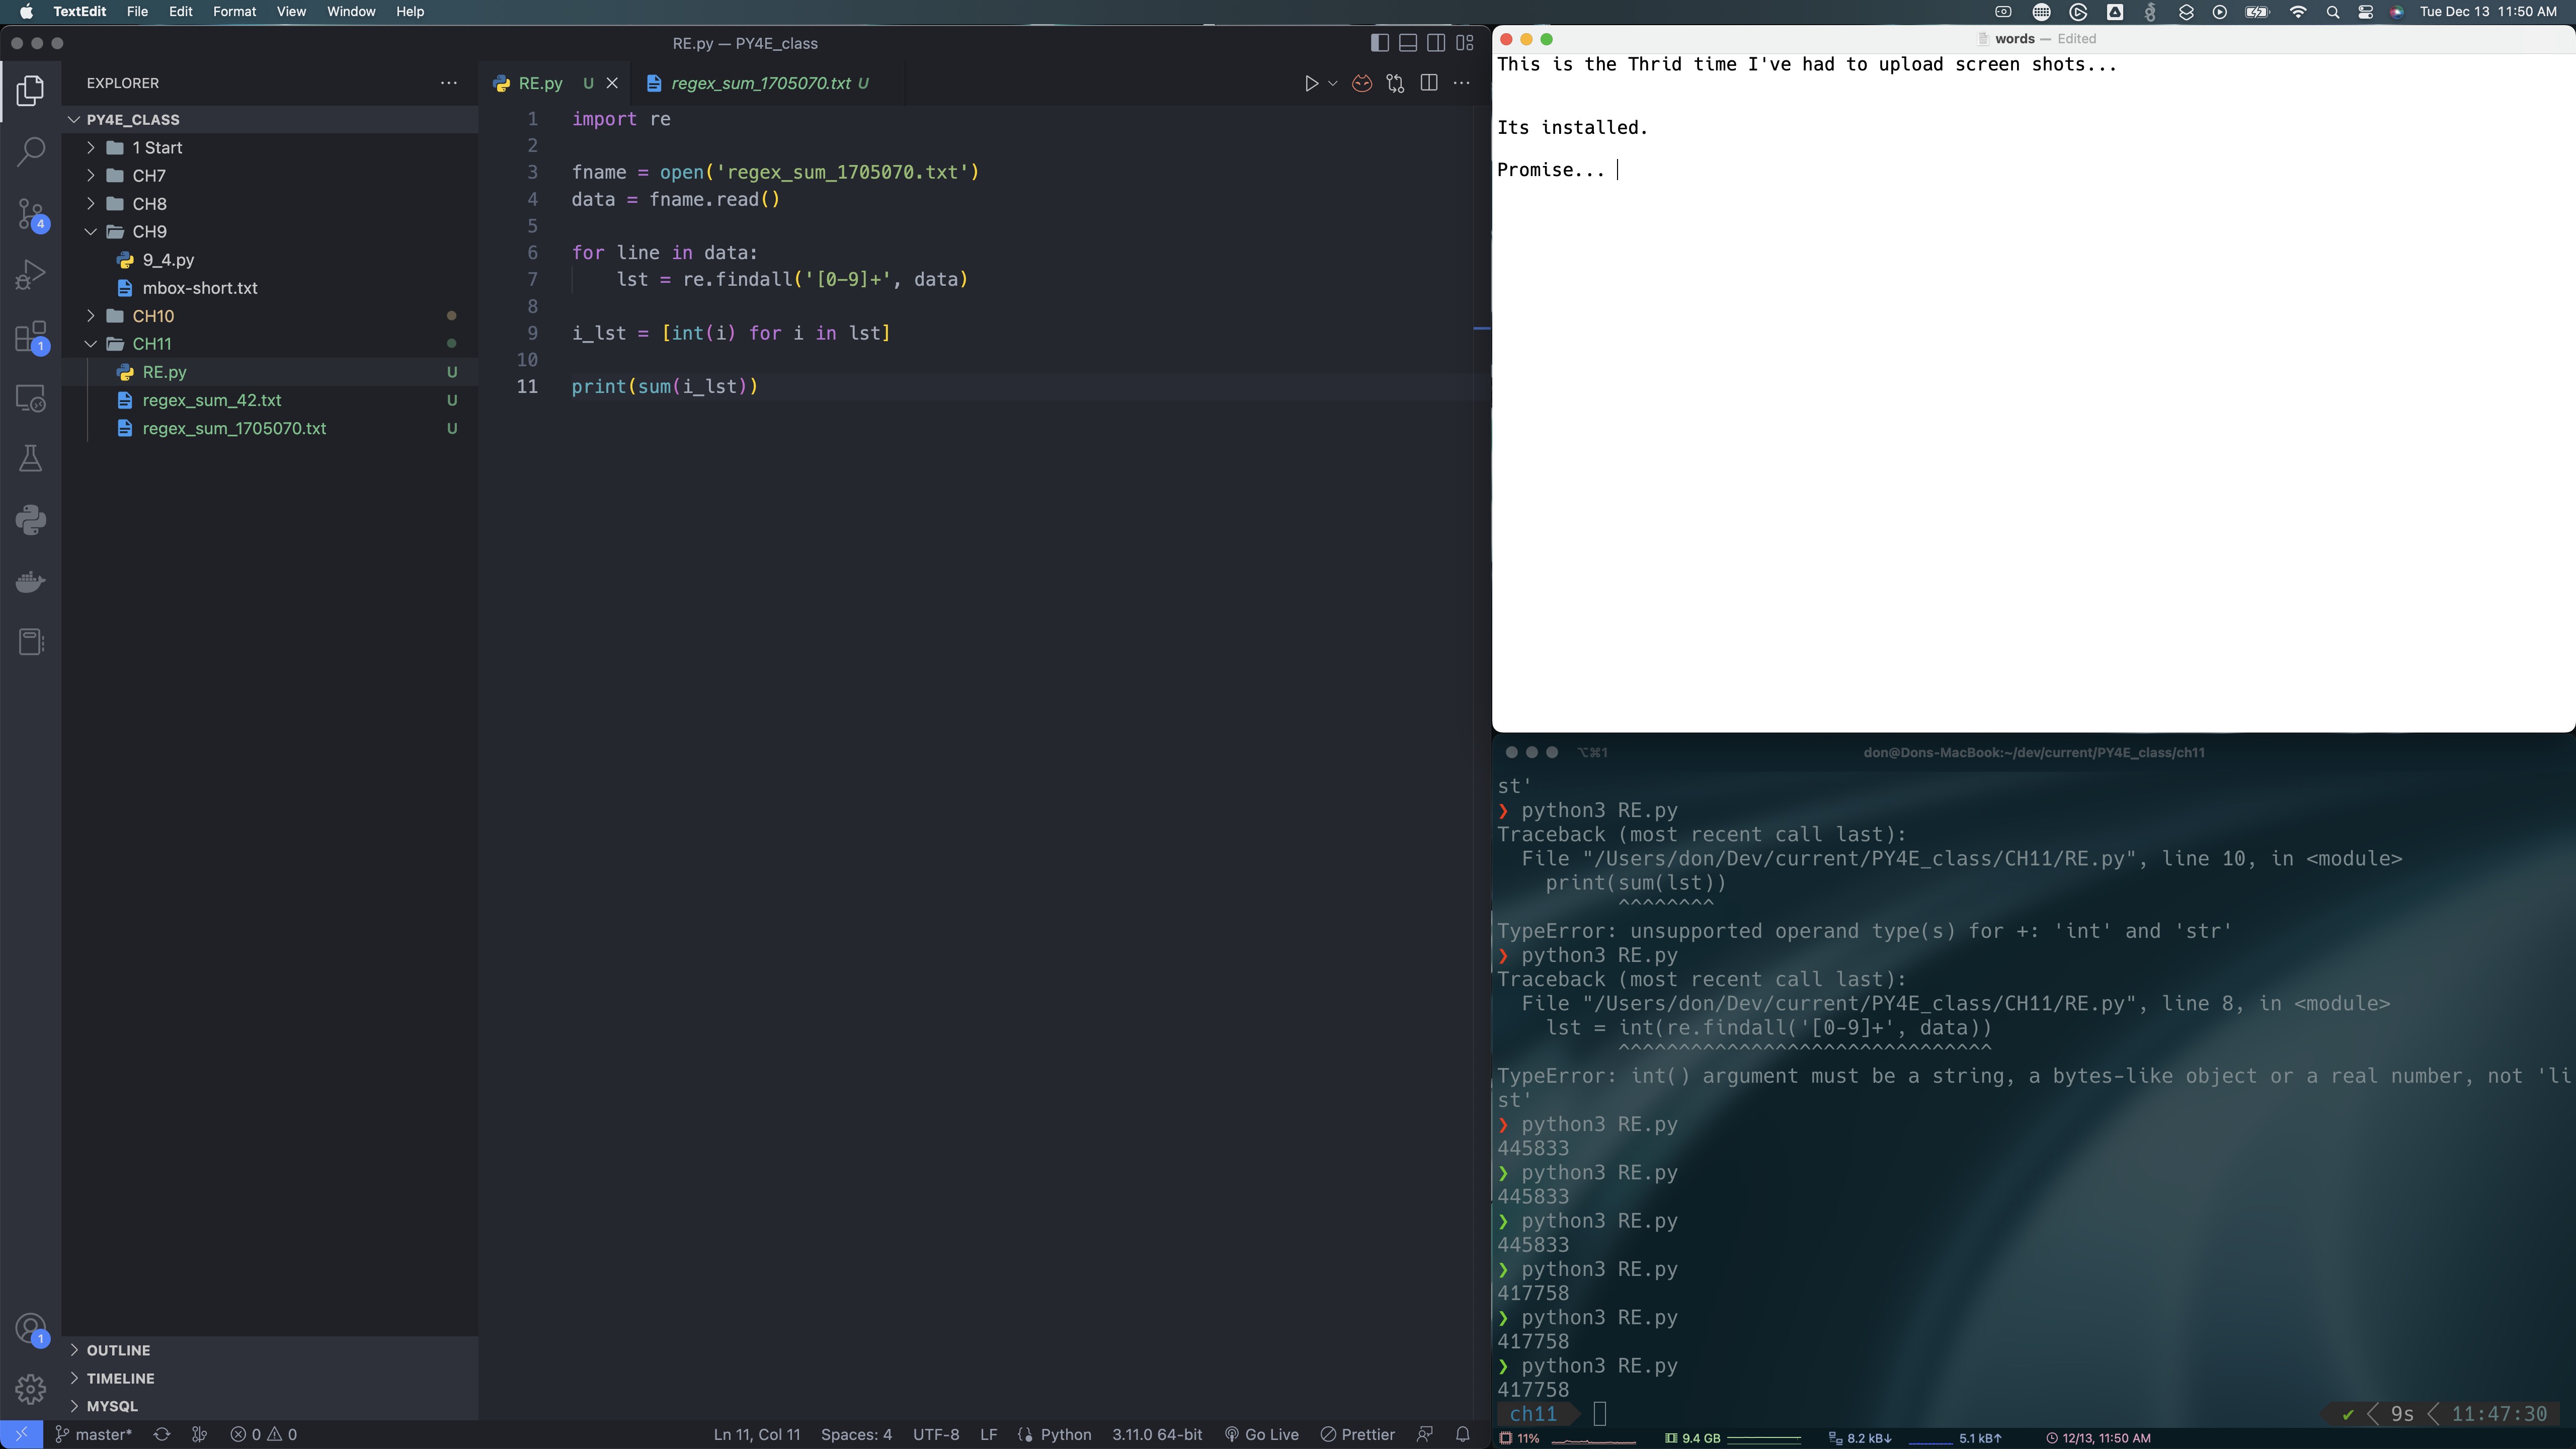 TextEdit File Edit Format View Window Help
Tue Dec 13 11:50 AM
RE.py — PY4E_class
EXPLORER
PY4E_CLASS
1 Start
CH7
CH8
CH9
9_4.py
mbox-short.txt
CH10
CH11
RE.py U
regex_sum_42.txt U
regex_sum_1705070.txt U
4
1
1
OUTLINE
TIMELINE
MYSQL
RE.py U
regex_sum_1705070.txt U
1 import re
2
3 fname = open('regex_sum_1705070.txt')
4 data = fname.read()
5
6 for line in data:
7 lst = re.findall('[0-9]+', data)
8
9 i_lst = [int(i) for i in lst]
10
11 print(sum(i_lst))
master* 0 0 Ln 11, Col 11 Spaces: 4 UTF-8 LF Python 3.11.0 64-bit Go Live Prettier
words — Edited
This is the Thrid time I've had to upload screen shots...
Its installed.
Promise...
⌥⌘1 don@Dons-MacBook:~/dev/current/PY4E_class/ch11
st'
❯ python3 RE.py
Traceback (most recent call last):
File "/Users/don/Dev/current/PY4E_class/CH11/RE.py", line 10, in <module>
print(sum(lst))
^^^^^^^^
TypeError: unsupported operand type(s) for +: 'int' and 'str'
❯ python3 RE.py
Traceback (most recent call last):
File "/Users/don/Dev/current/PY4E_class/CH11/RE.py", line 8, in <module>
lst = int(re.findall('[0-9]+', data))
^^^^^^^^^^^^^^^^^^^^^^^^^^^^^^^
TypeError: int() argument must be a string, a bytes-like object or a real number, not 'li
st'
❯ python3 RE.py
445833
❯ python3 RE.py
445833
❯ python3 RE.py
445833
❯ python3 RE.py
417758
❯ python3 RE.py
417758
❯ python3 RE.py
417758
ch11 ✔ 9s 11:47:30
11% 9.4 GB 8.2 kB↓ 5.1 kB↑ 12/13, 11:50 AM